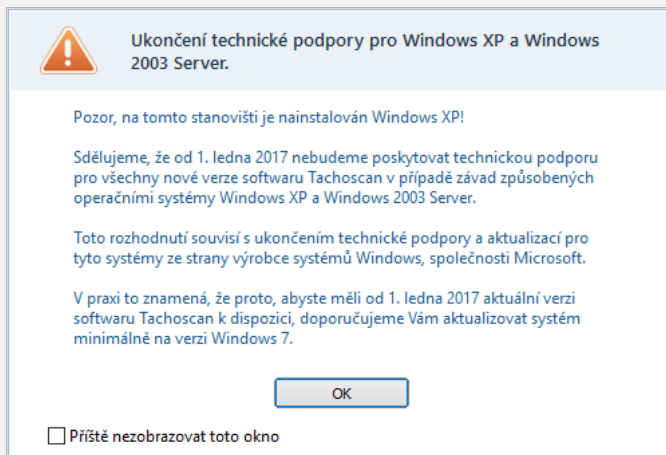 Ukončení technické podpory pro Windows XP a Windows
2003 Server.
Pozor, na tomto stanovišti je nainstalován Windows XP!
Sdělujeme, že od 1. ledna 2017 nebudeme poskytovat technickou podporu
pro všechny nové verze softwaru Tachoscan v případě závad způsobených
operačními systémy Windows XP a Windows 2003 Server.
Toto rozhodnutí souvisí s ukončením technické podpory a aktualizací pro
tyto systémy ze strany výrobce systémů Windows, společnosti Microsoft.
V praxi to znamená, že proto, abyste měli od 1. ledna 2017 aktuální verzi
softwaru Tachoscan k dispozici, doporučujeme Vám aktualizovat systém
minimálně na verzi Windows 7.
OK
Příště nezobrazovat toto okno